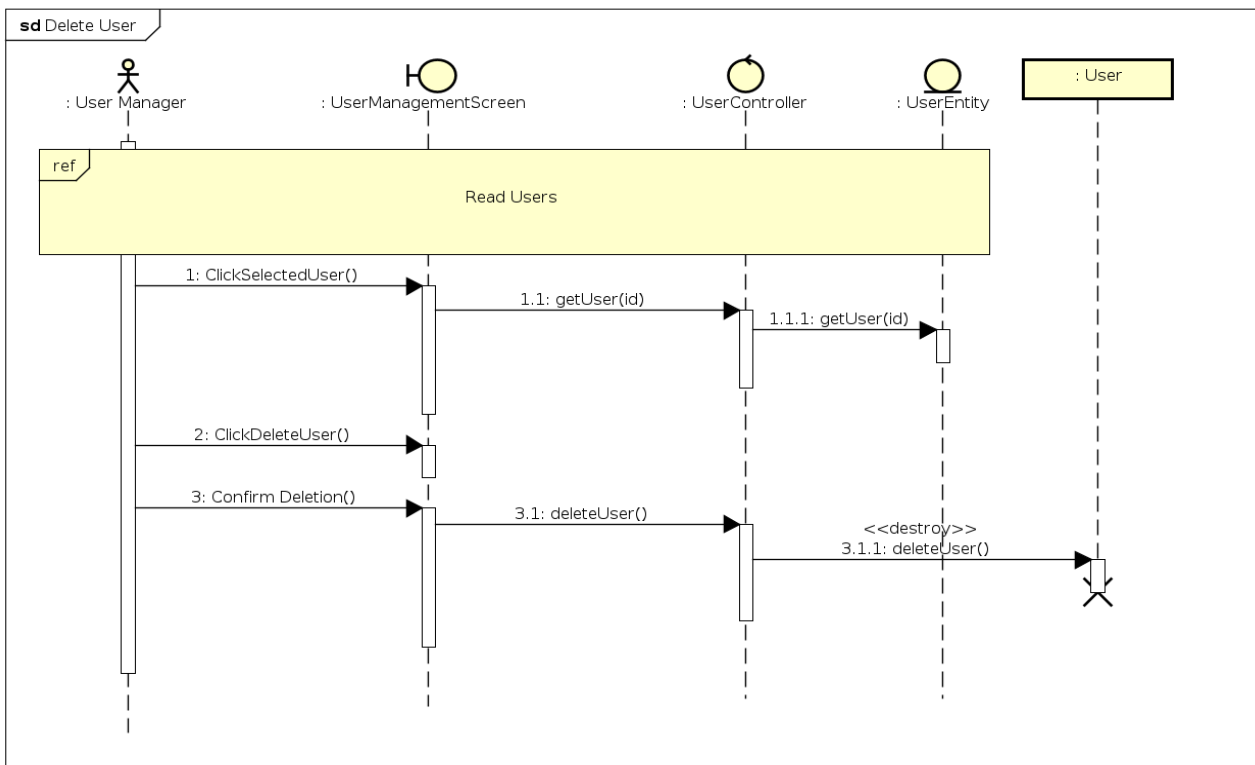 sd Delete User
: User Manager
: UserManagementScreen
: UserController
: UserEntity
: User
ref
Read Users
1: ClickSelectedUser()
1.1: getUser(id)
1.1.1: getUser(id)
2: ClickDeleteUser()
3: Confirm Deletion()
3.1: deleteUser()
<<destroy>>
3.1.1: deleteUser()